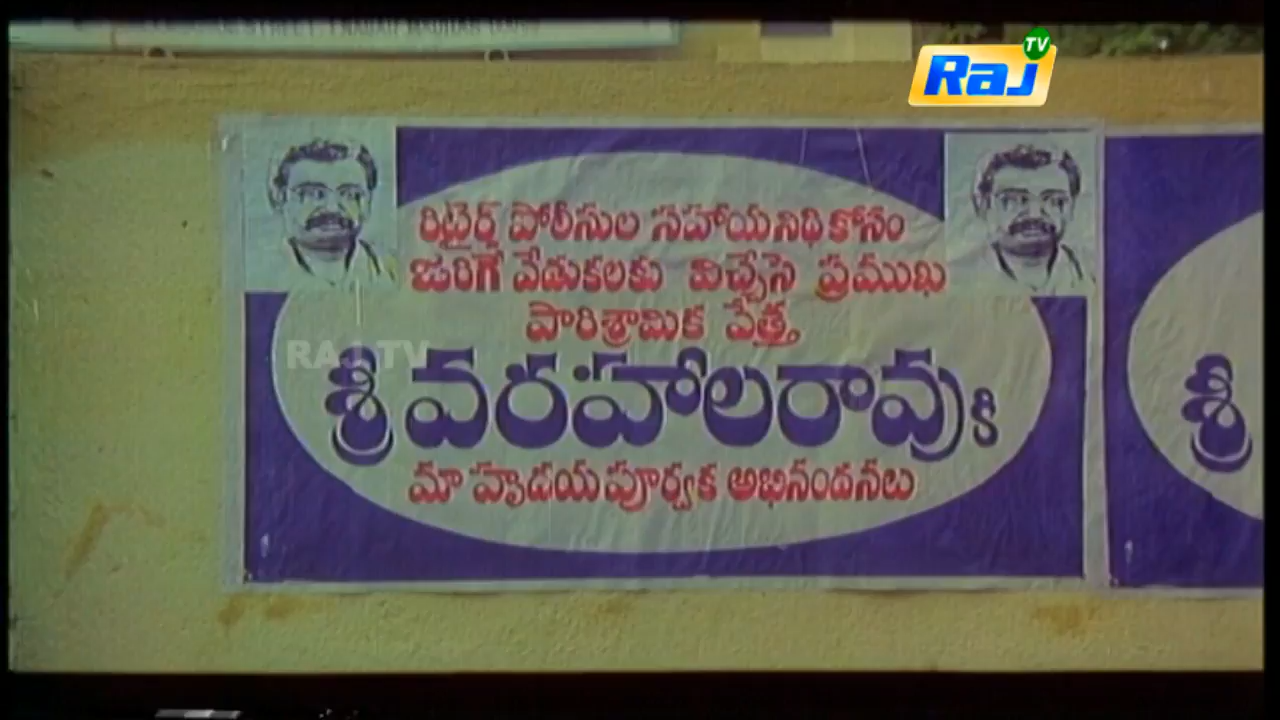 Raj TV
రిటైర్డ్ పోలీసుల సహాయనిధి కోసం
జరిగే వేడుకలకు విచ్చేసె ప్రముఖ
పారిశ్రామిక వేత్త
RAJ TV
శ్రీ వరహాలరావుకి
శ్రీ
మా హృదయపూర్వక అభినందనలు